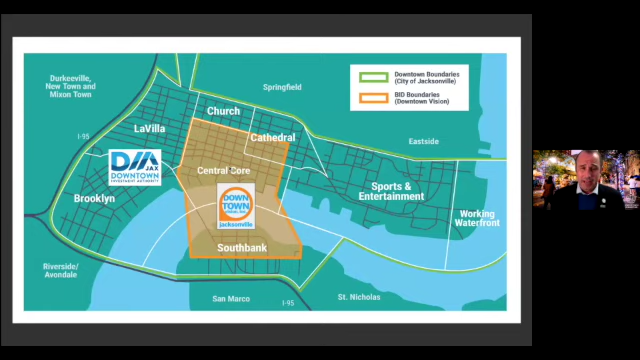 Durkeeville,
New Town and
Mixon Town
Springfield
Downtown Boundaries
(City of Jacksonville)
BID Boundaries
(Downtown Vision)
Church
LaVilla
Cathedral
Eastside
I-95
DIA JAX
DOWNTOWN
INVESTMENT AUTHORITY
Central Core
Brooklyn
Sports &
Entertainment
DOWN
TOWN
jacksonville
Working
Waterfront
Southbank
Riverside/
Avondale
San Marco
I-95
St. Nicholas